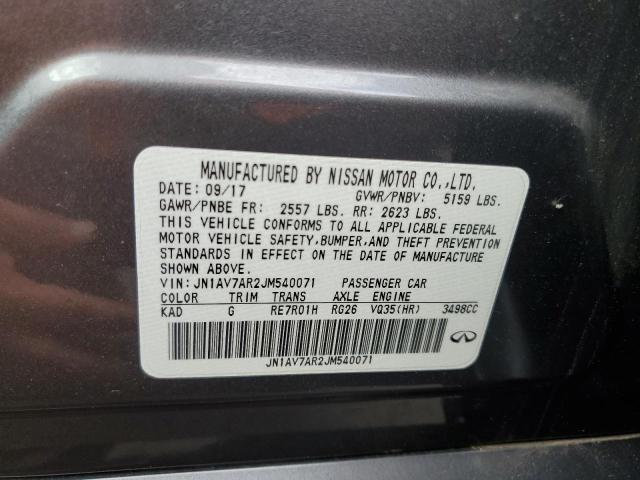 MANUFACTURED BY NISSAN MOTOR CO.,LTD.
DATE: 09/17 GVWR/PNBV: 5159 LBS.
GAWR/PNBE FR: 2557 LBS. RR: 2623 LBS.
THIS VEHICLE CONFORMS TO ALL APPLICABLE FEDERAL
MOTOR VEHICLE SAFETY,BUMPER,AND THEFT PREVENTION
STANDARDS IN EFFECT ON THE DATE OF MANUFACTURE
SHOWN ABOVE.
VIN: JN1AV7AR2JM540071 PASSENGER CAR
COLOR TRIM TRANS AXLE ENGINE
KAD G RE7R01H RG26 VQ35(HR) 3498CC
JN1AV7AR2JM540071